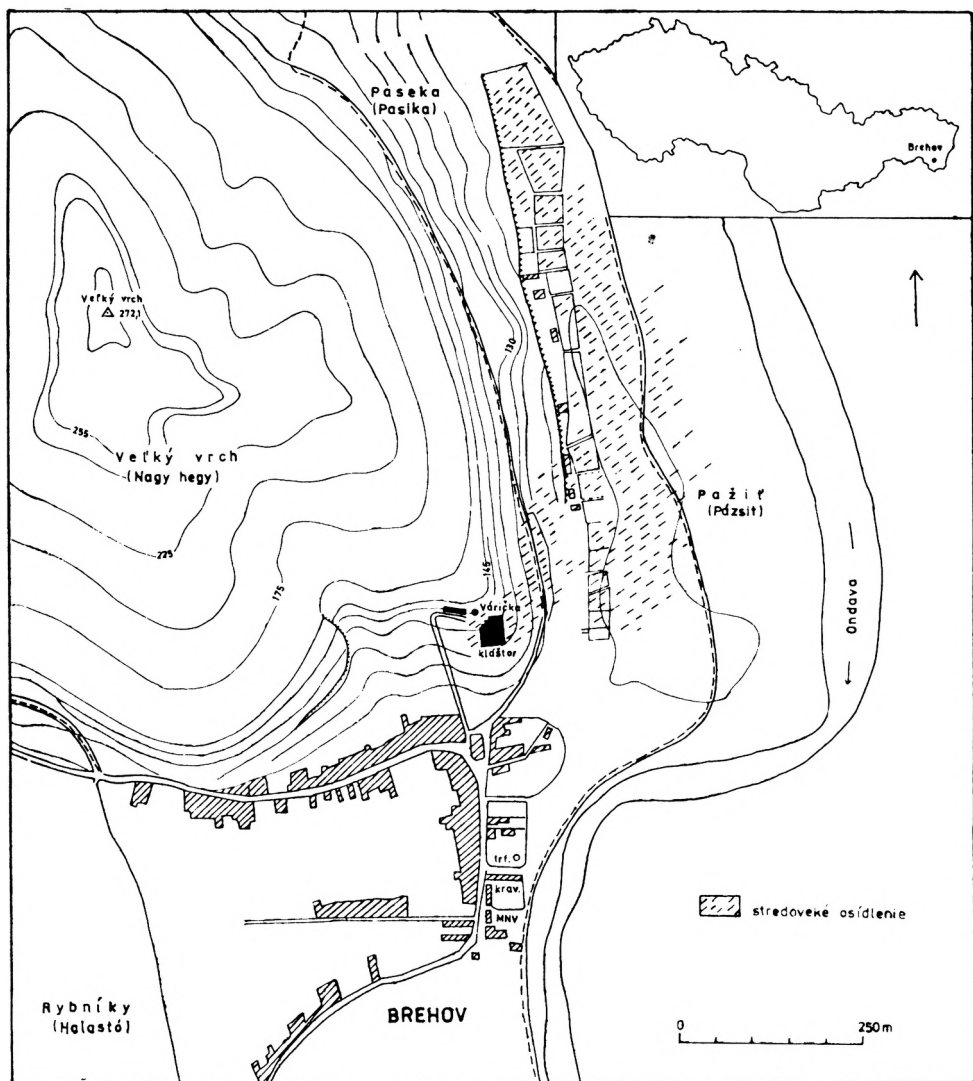 Paseka
(Pasika)
Brehov
Veľký vrch
272,1
130
255
Veľký vrch
(Nagy hegy)
Pažiť
(Pázsit)
225
175
145
Várička
kláštor
Ondava
trf.
krav.
MNV
stredoveké osídlenie
Rybníky
(Halastó)
BREHOV
0 250m